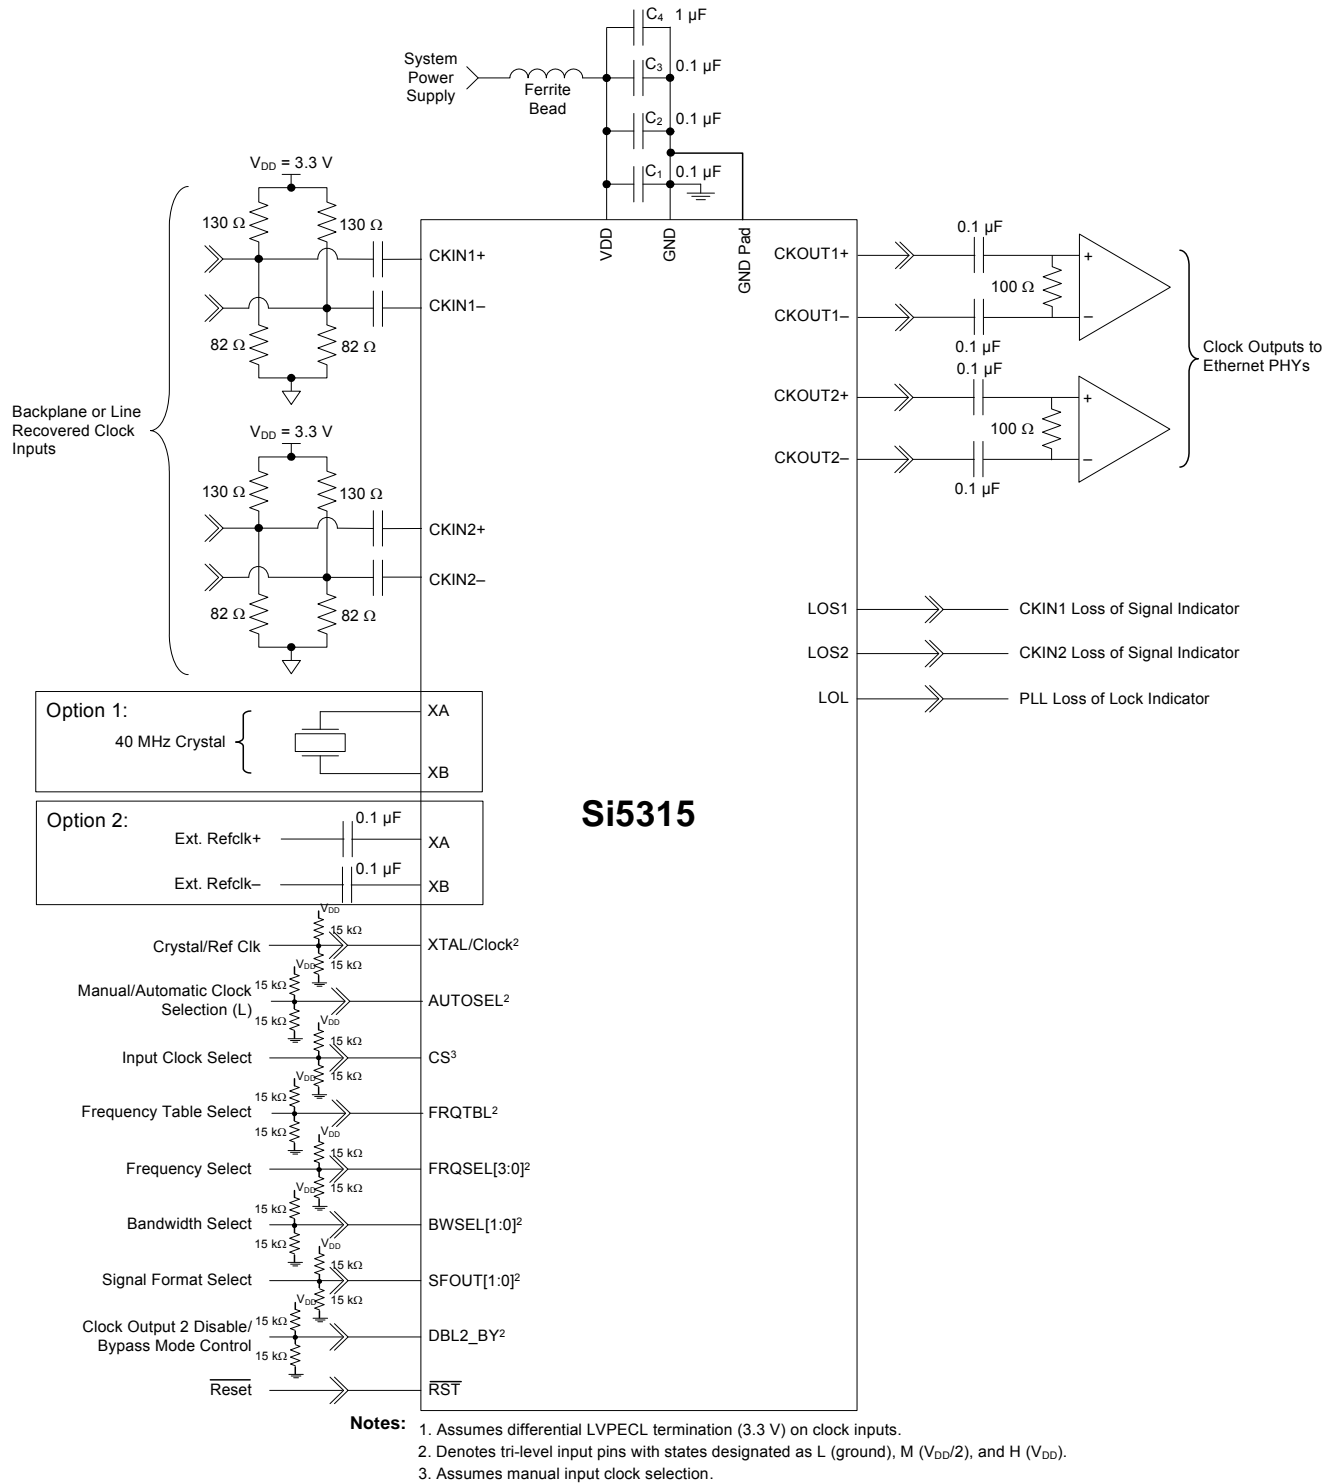 C4 1 µF
System
Power
Supply
Ferrite
Bead
C3 0.1 µF
C2 0.1 µF
C1 0.1 µF
VDD = 3.3 V
130 Ω
130 Ω
82 Ω
82 Ω
CKIN1+
CKIN1–
VDD
GND
GND Pad
CKOUT1+
CKOUT1–
0.1 µF
100 Ω
+
–
0.1 µF
Clock Outputs to
Ethernet PHYs
0.1 µF
CKOUT2+
CKOUT2–
100 Ω
+
–
0.1 µF
Backplane or Line
Recovered Clock
Inputs
VDD = 3.3 V
130 Ω
130 Ω
82 Ω
82 Ω
CKIN2+
CKIN2–
LOS1
CKIN1 Loss of Signal Indicator
LOS2
CKIN2 Loss of Signal Indicator
LOL
PLL Loss of Lock Indicator
Option 1:
40 MHz Crystal
XA
XB
Si5315
Option 2:
Ext. Refclk+
0.1 µF
XA
Ext. Refclk–
0.1 µF
XB
VDD
15 kΩ
Crystal/Ref Clk
XTAL/Clock²
15 kΩ
VDD
15 kΩ
Manual/Automatic Clock
Selection (L)
AUTOSEL²
15 kΩ
VDD
15 kΩ
Input Clock Select
CS³
15 kΩ
VDD
15 kΩ
Frequency Table Select
FRQTBL²
15 kΩ
VDD
15 kΩ
Frequency Select
FRQSEL[3:0]²
15 kΩ
VDD
15 kΩ
Bandwidth Select
BWSEL[1:0]²
15 kΩ
VDD
15 kΩ
Signal Format Select
SFOUT[1:0]²
15 kΩ
VDD
15 kΩ
Clock Output 2 Disable/
Bypass Mode Control
DBL2_BY²
15 kΩ
Reset
RST
Notes: 1. Assumes differential LVPECL termination (3.3 V) on clock inputs.
2. Denotes tri-level input pins with states designated as L (ground), M (VDD/2), and H (VDD).
3. Assumes manual input clock selection.